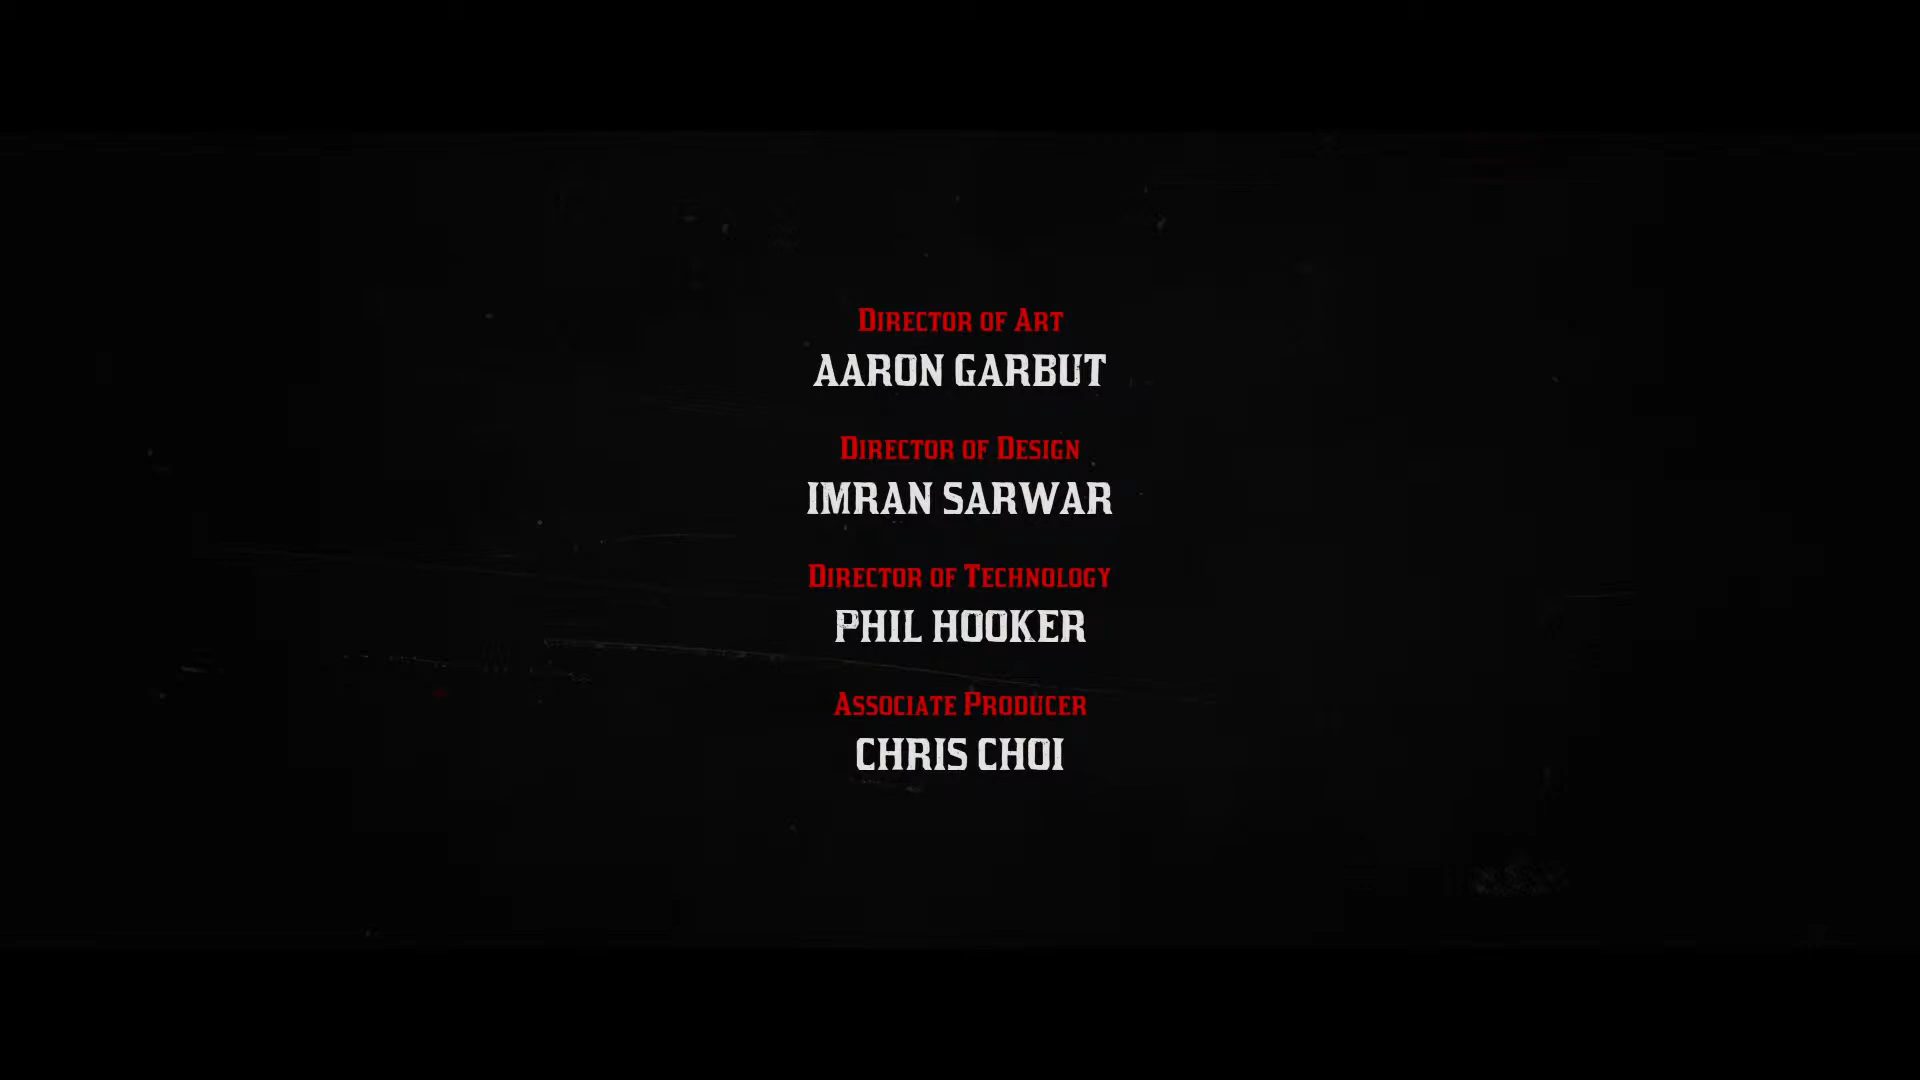 Director of Art
AARON GARBUT
Director of Design
IMRAN SARWAR
Director of Technology
PHIL HOOKER
Associate Producer
CHRIS CHOI